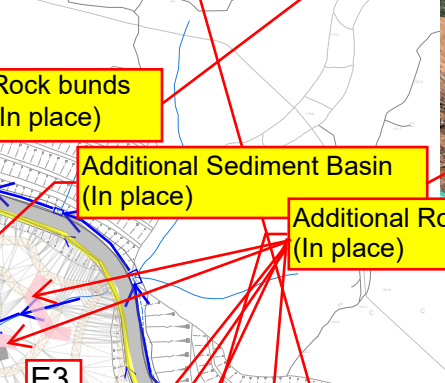 Rock bunds
In place)
Additional Sediment Basin
(In place)
Additional Ro
(In place)
E3